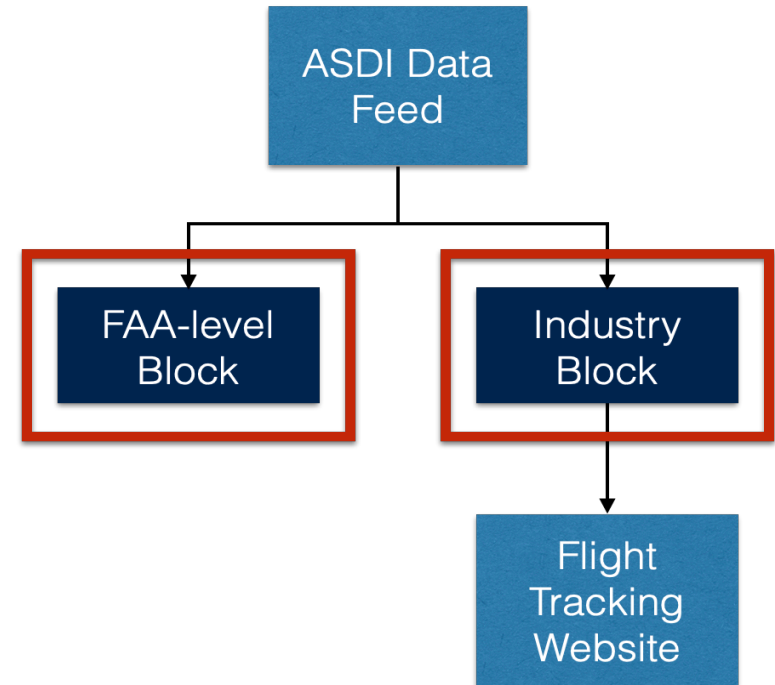 ASDI Data
Feed
FAA-level
Block
Industry
Block
Flight
Tracking
Website